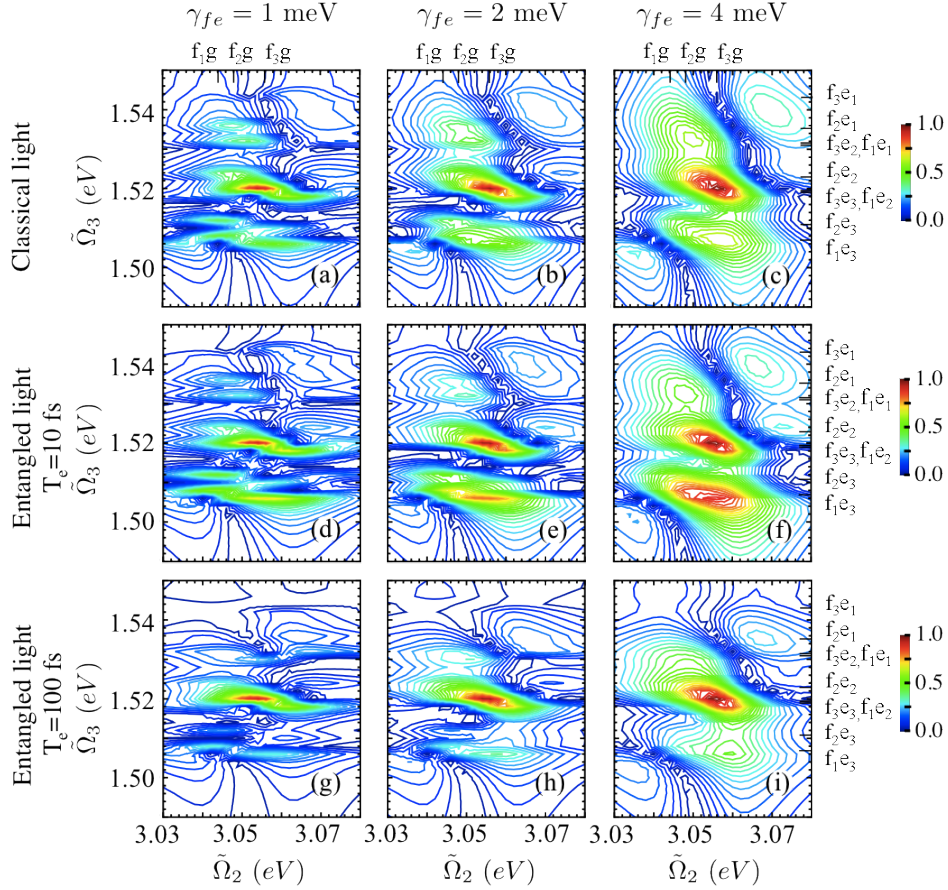 γ_fe = 1 meV γ_fe = 2 meV γ_fe = 4 meV
f₁g f₂g f₃g f₁g f₂g f₃g f₁g f₂g f₃g
Classical light
Ω̃₃ (eV)
1.54
1.52
1.50
(a) (b) (c)
f₃e₁
f₂e₁
f₃e₂,f₁e₁
f₂e₂
f₃e₃,f₁e₂
f₂e₃
f₁e₃
1.0
0.5
0.0
Entangled light
Tₑ=10 fs
Ω̃₃ (eV)
1.54
1.52
1.50
(d) (e) (f)
f₃e₁
f₂e₁
f₃e₂,f₁e₁
f₂e₂
f₃e₃,f₁e₂
f₂e₃
f₁e₃
1.0
0.5
0.0
Entangled light
Tₑ=100 fs
Ω̃₃ (eV)
1.54
1.52
1.50
(g) (h) (i)
f₃e₁
f₂e₁
f₃e₂,f₁e₁
f₂e₂
f₃e₃,f₁e₂
f₂e₃
f₁e₃
1.0
0.5
0.0
3.03 3.05 3.07 3.03 3.05 3.07 3.03 3.05 3.07
Ω̃₂ (eV) Ω̃₂ (eV) Ω̃₂ (eV)